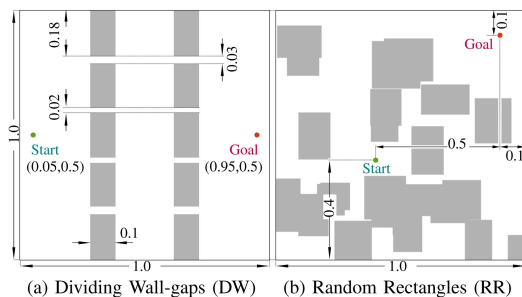 0.18
0.03
0.02
1.0
Start
(0.05,0.5)
Goal
(0.95,0.5)
0.1
1.0
(a) Dividing Wall-gaps (DW)
0.1
Goal
0.5
0.1
Start
0.4
1.0
(b) Random Rectangles (RR)